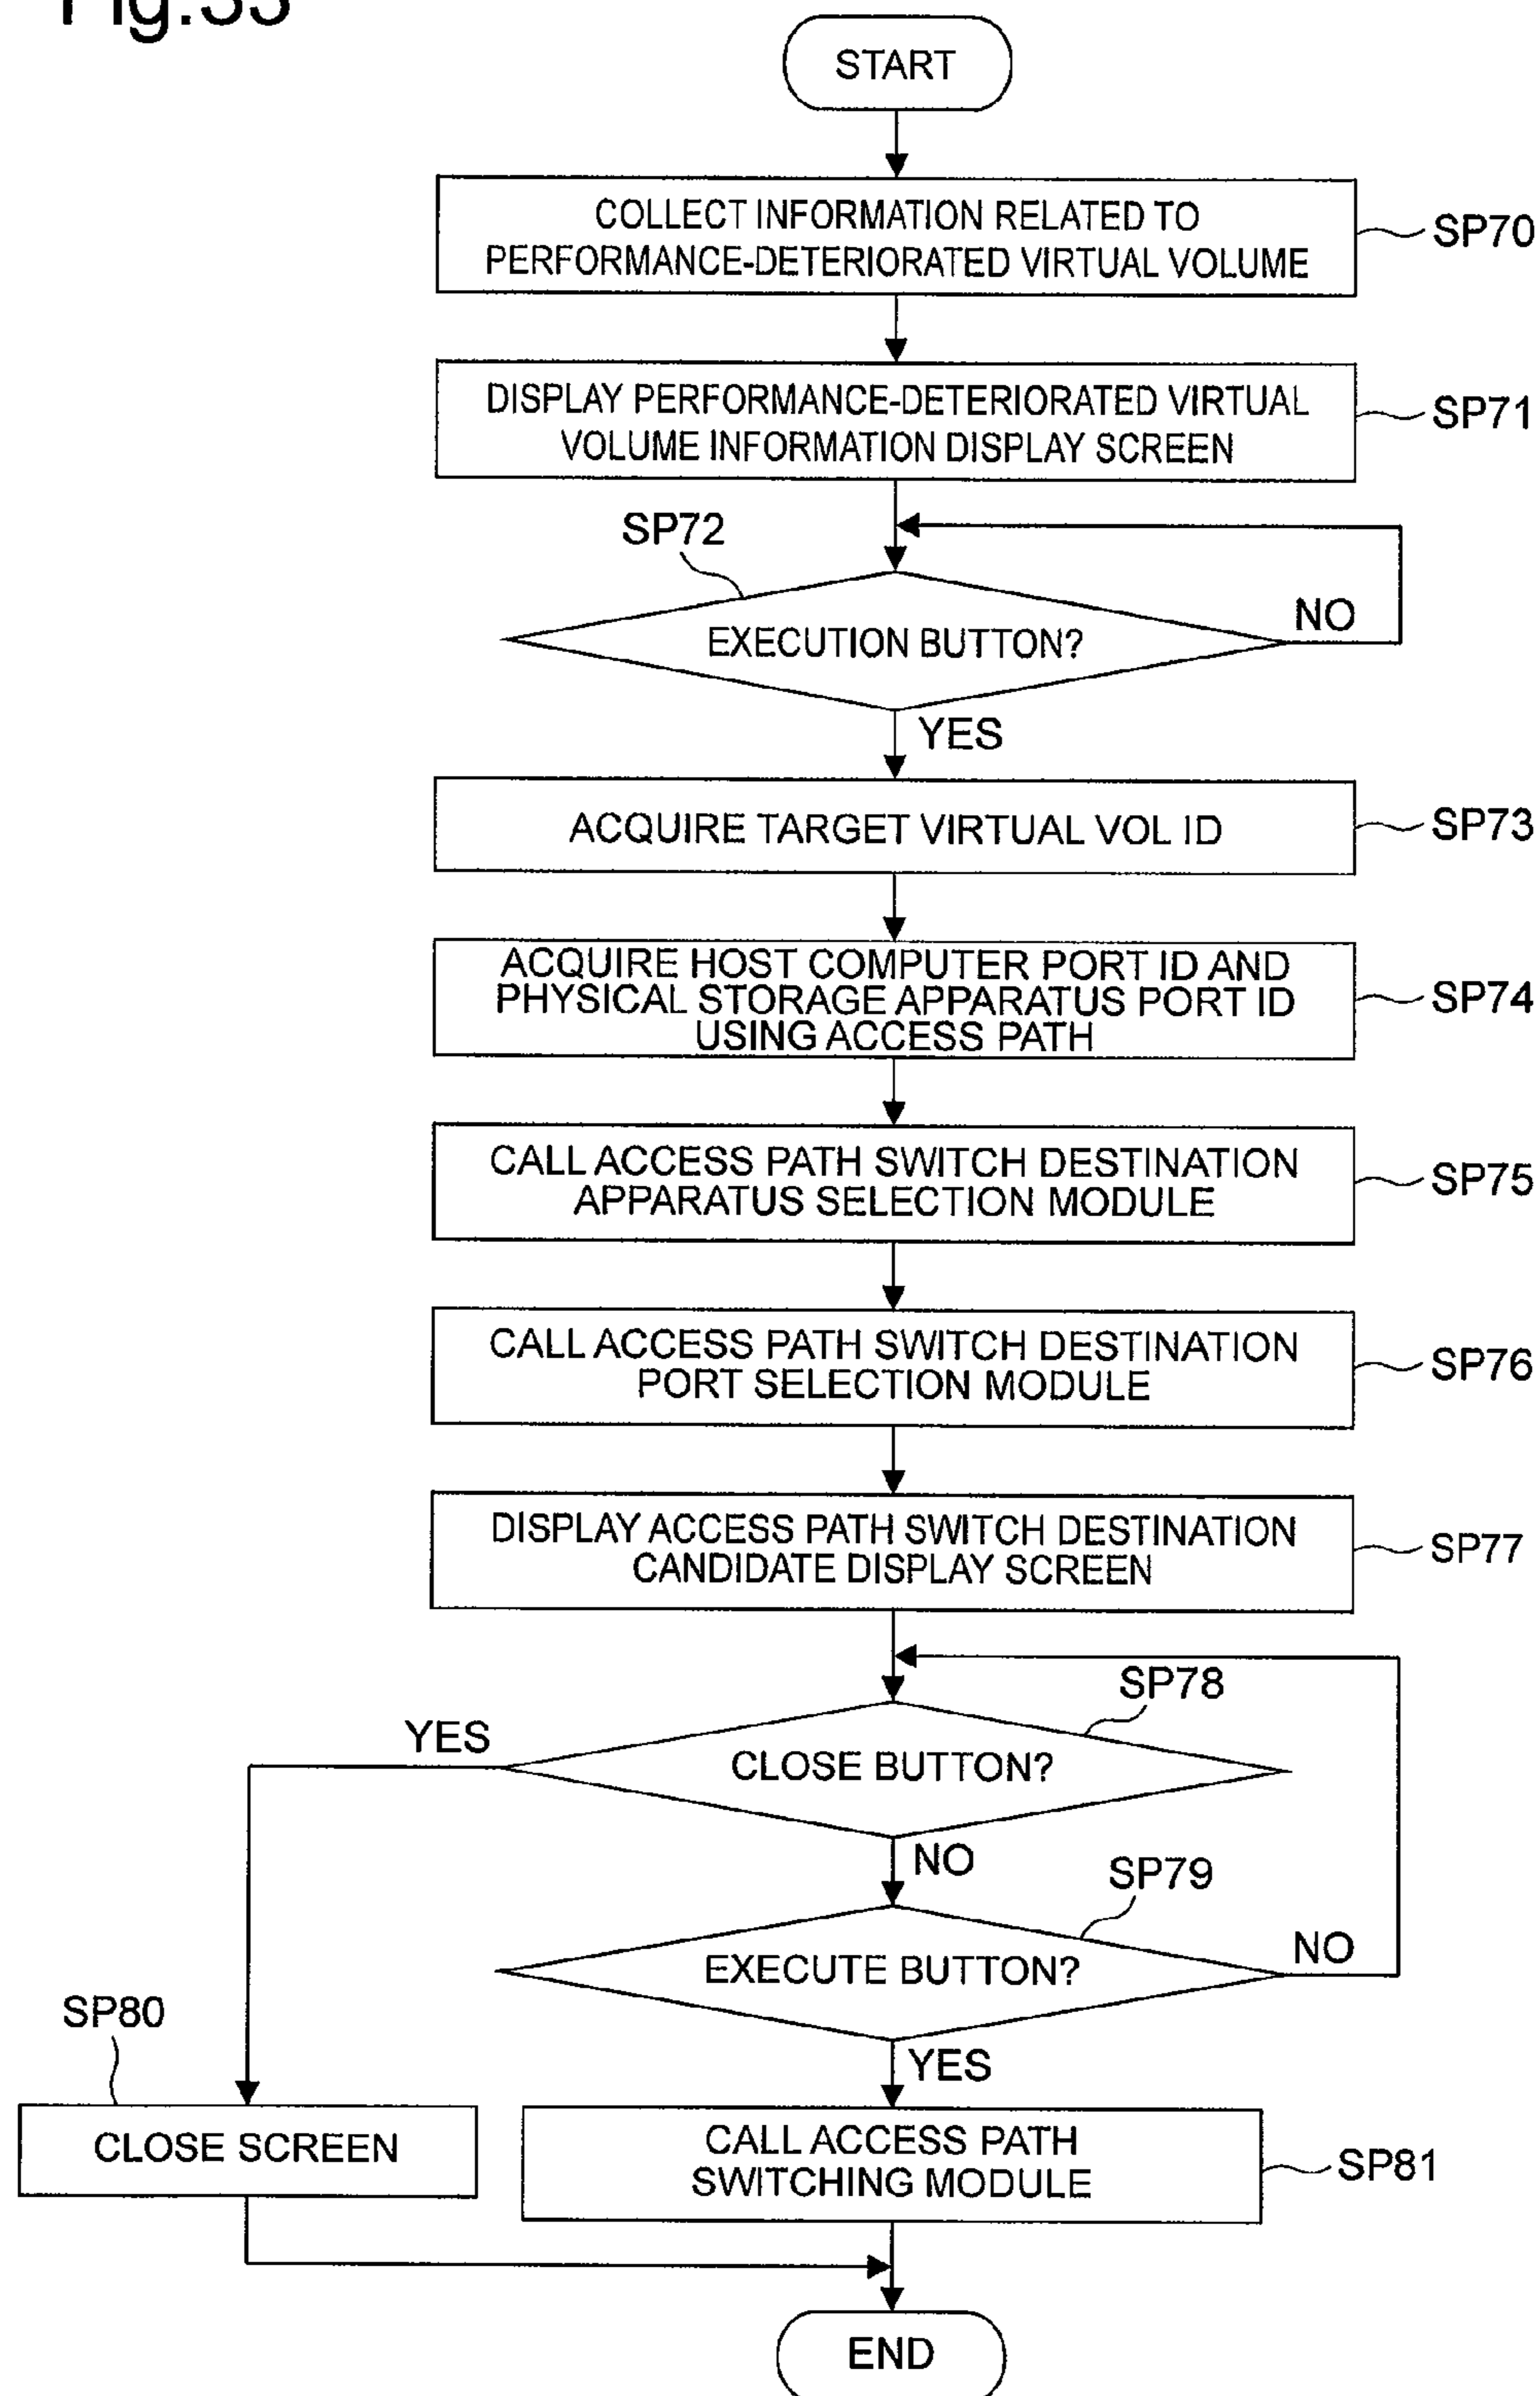 Fig.33
START
COLLECT INFORMATION RELATED TO
PERFORMANCE-DETERIORATED VIRTUAL VOLUME
SP70
DISPLAY PERFORMANCE-DETERIORATED VIRTUAL
VOLUME INFORMATION DISPLAY SCREEN
SP71
SP72
EXECUTION BUTTON?
NO
YES
ACQUIRE TARGET VIRTUAL VOL ID
SP73
ACQUIRE HOST COMPUTER PORT ID AND
PHYSICAL STORAGE APPARATUS PORT ID
USING ACCESS PATH
SP74
CALL ACCESS PATH SWITCH DESTINATION
APPARATUS SELECTION MODULE
SP75
CALL ACCESS PATH SWITCH DESTINATION
PORT SELECTION MODULE
SP76
DISPLAY ACCESS PATH SWITCH DESTINATION
CANDIDATE DISPLAY SCREEN
SP77
SP78
YES
CLOSE BUTTON?
NO
SP79
EXECUTE BUTTON?
NO
YES
SP80
CLOSE SCREEN
CALL ACCESS PATH
SWITCHING MODULE
SP81
END